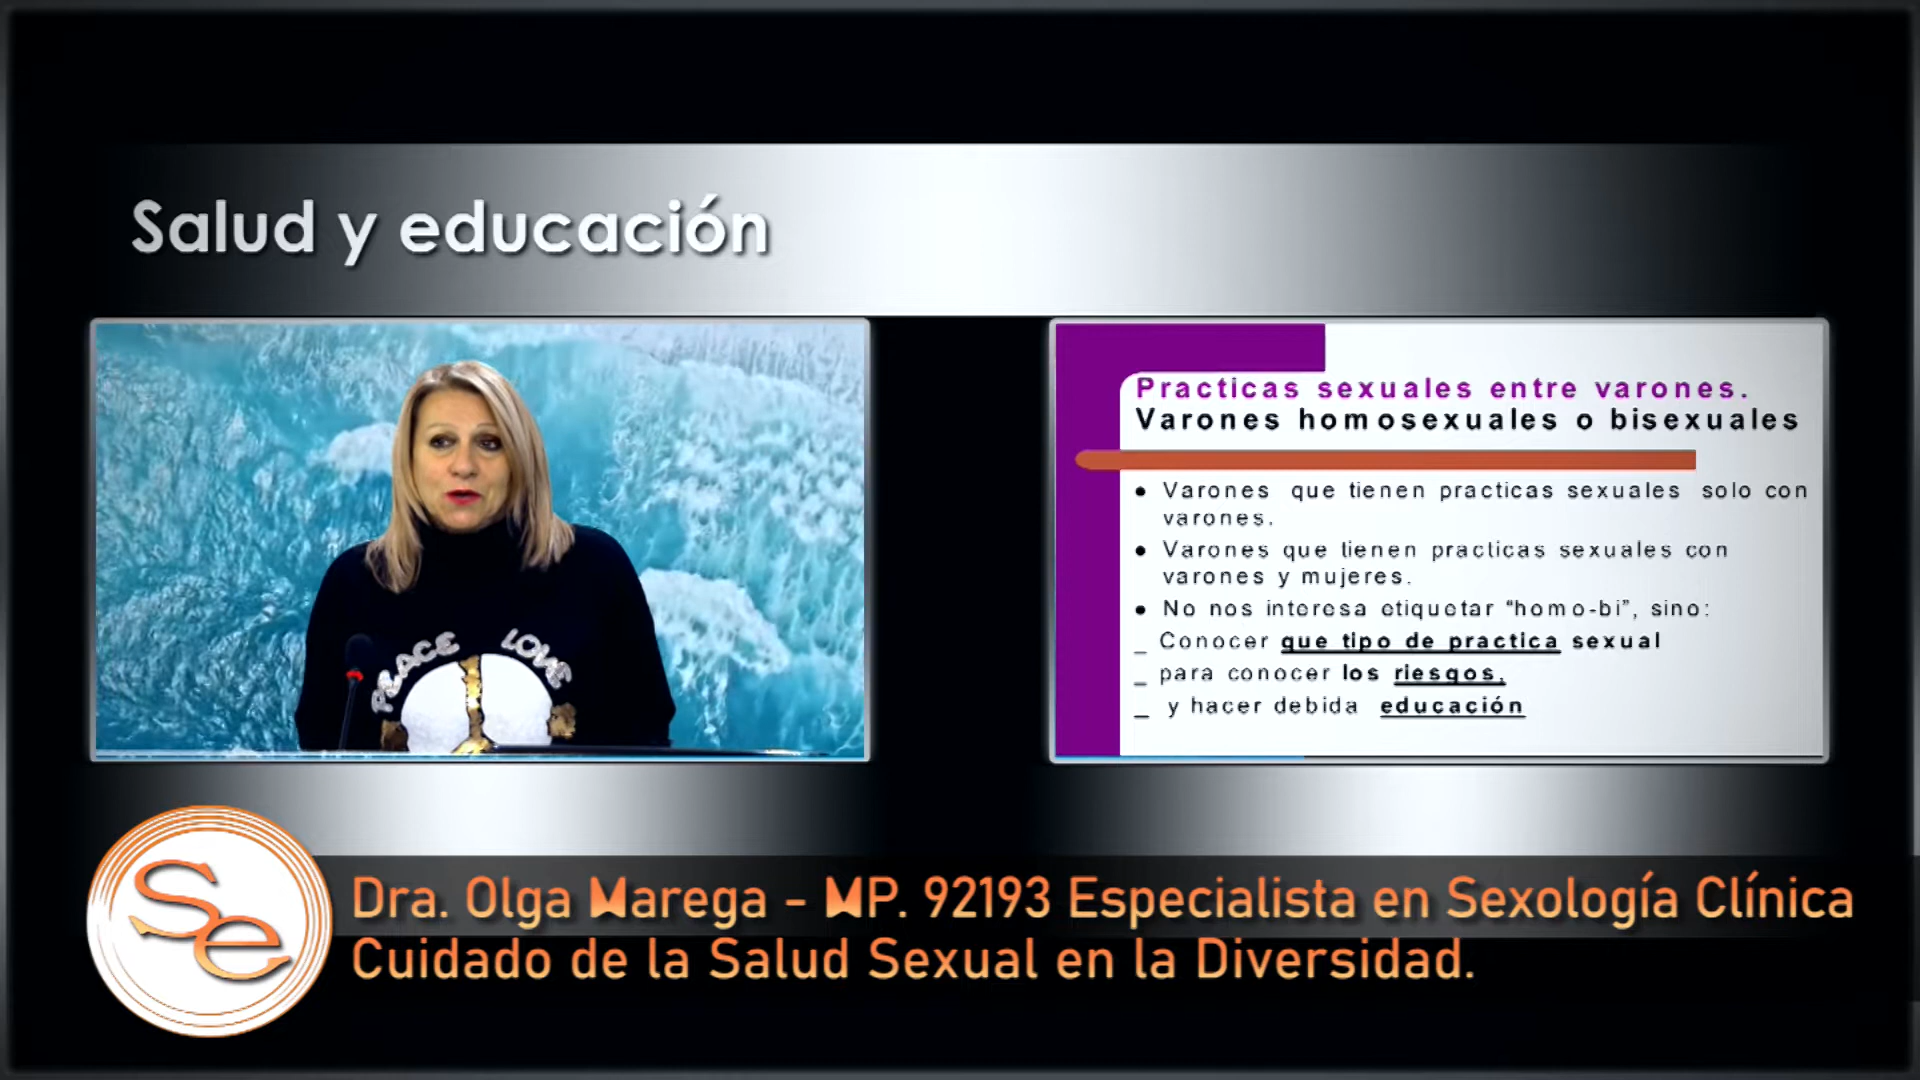 Salud y educación
PEACE LOVE
Practicas sexuales entre varones.
Varones homosexuales o bisexuales
• Varones que tienen practicas sexuales solo con
varones.
• Varones que tienen practicas sexuales con
varones y mujeres.
• No nos interesa etiquetar “homo-bi”, sino:
_ Conocer que tipo de practica sexual
_ para conocer los riesgos,
_ y hacer debida educación
Se
Dra. Olga Marega - MP. 92193 Especialista en Sexología Clínica
Cuidado de la Salud Sexual en la Diversidad.